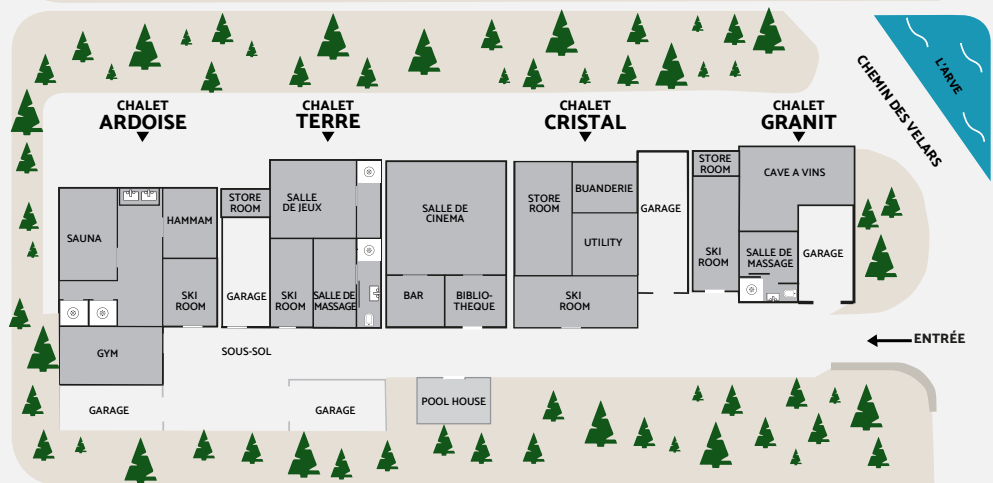 CHALET
ARDOISE
CHALET
TERRE
CHALET
CRISTAL
CHALET
GRANIT
CHEMIN DES VELARS
L'ARVE
SAUNA
HAMMAM
SKI
ROOM
GYM
GARAGE
STORE
ROOM
GARAGE
SALLE
DE JEUX
SKI
ROOM
SALLE DE
MASSAGE
SOUS-SOL
GARAGE
SALLE DE
CINEMA
BAR
BIBLIO-
THEQUE
POOL HOUSE
STORE
ROOM
BUANDERIE
UTILITY
SKI
ROOM
GARAGE
STORE
ROOM
SKI
ROOM
CAVE A VINS
SALLE DE
MASSAGE
GARAGE
ENTRÉE